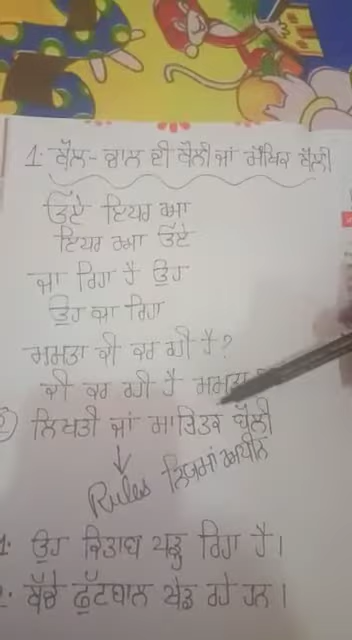 1. ਬੋਲ-ਚਾਲ ਦੀ ਬੋਲੀ ਜਾਂ ਮੌਖਿਕ ਬੋਲੀ
ਓਏ ਇਧਰ ਆ
ਇਧਰ ਆ ਓਏ
ਜਾ ਰਿਹਾ ਹੈ ਉਹ
ਉਹ ਜਾ ਰਿਹਾ
ਮਮਤਾ ਕੀ ਕਰ ਰਹੀ ਹੈ?
ਕੀ ਕਰ ਰਹੀ ਹੈ ਮਮਤਾ
② ਲਿਖਤੀ ਜਾਂ ਸਾਹਿਤਕ ਬੋਲੀ
Rules ਨਿਯਮਾਂ ਅਧੀਨ
1. ਉਹ ਕਿਤਾਬ ਪੜ੍ਹ ਰਿਹਾ ਹੈ।
2. ਬੱਚੇ ਫੁੱਟਬਾਲ ਖੇਡ ਰਹੇ ਹਨ।